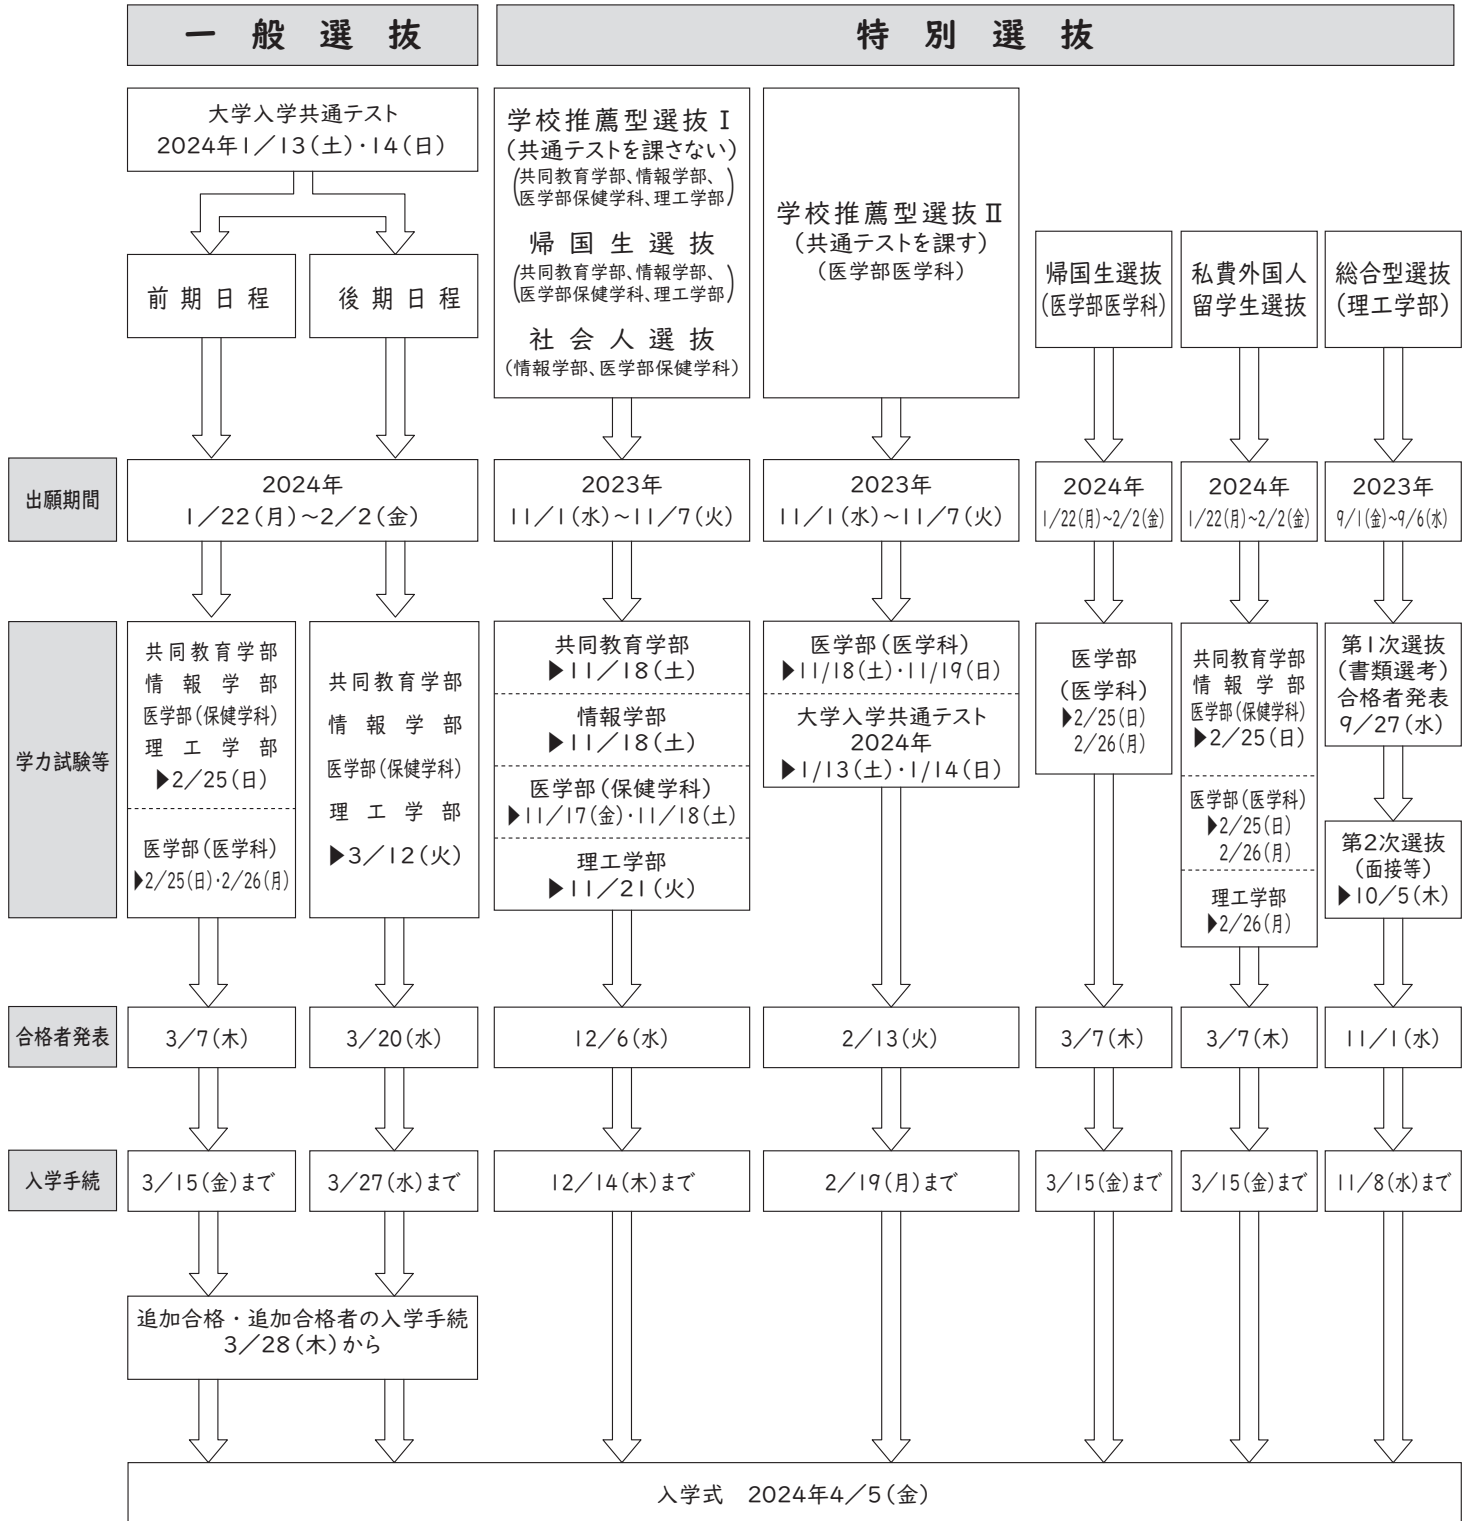 一般選抜
特別選抜
大学入学共通テスト
2024年1／13(土)・14(日)
前期日程
後期日程
学校推薦型選抜Ⅰ
(共通テストを課さない)
(共同教育学部、情報学部、
医学部保健学科、理工学部)
帰国生選抜
(共同教育学部、情報学部、
医学部保健学科、理工学部)
社会人選抜
(情報学部、医学部保健学科)
学校推薦型選抜Ⅱ
(共通テストを課す)
(医学部医学科)
帰国生選抜
(医学部医学科)
私費外国人
留学生選抜
総合型選抜
(理工学部)
出願期間
2024年
1／22(月)～2／2(金)
2023年
11／1(水)～11／7(火)
2023年
11／1(水)～11／7(火)
2024年
1／22(月)～2／2(金)
2024年
1／22(月)～2／2(金)
2023年
9／1(金)～9／6(水)
学力試験等
共同教育学部
情報学部
医学部(保健学科)
理工学部
▶2／25(日)
医学部(医学科)
▶2／25(日)・2／26(月)
共同教育学部
情報学部
医学部(保健学科)
理工学部
▶3／12(火)
共同教育学部
▶11／18(土)
情報学部
▶11／18(土)
医学部(保健学科)
▶11／17(金)・11／18(土)
理工学部
▶11／21(火)
医学部(医学科)
▶11/18(土)・11/19(日)
大学入学共通テスト
2024年
▶1／13(土)・1／14(日)
医学部
(医学科)
▶2／25(日)
2／26(月)
共同教育学部
情報学部
医学部(保健学科)
▶2／25(日)
医学部(医学科)
▶2／25(日)
2／26(月)
理工学部
▶2／26(月)
第1次選抜
(書類選考)
合格者発表
9／27(水)
第2次選抜
(面接等)
▶10／5(木)
合格者発表
3／7(木)
3／20(水)
12／6(水)
2／13(火)
3／7(木)
3／7(木)
11／1(水)
入学手続
3／15(金)まで
3／27(水)まで
12／14(木)まで
2／19(月)まで
3／15(金)まで
3／15(金)まで
11／8(水)まで
追加合格・追加合格者の入学手続
3／28(木)から
入学式　2024年4／5(金)